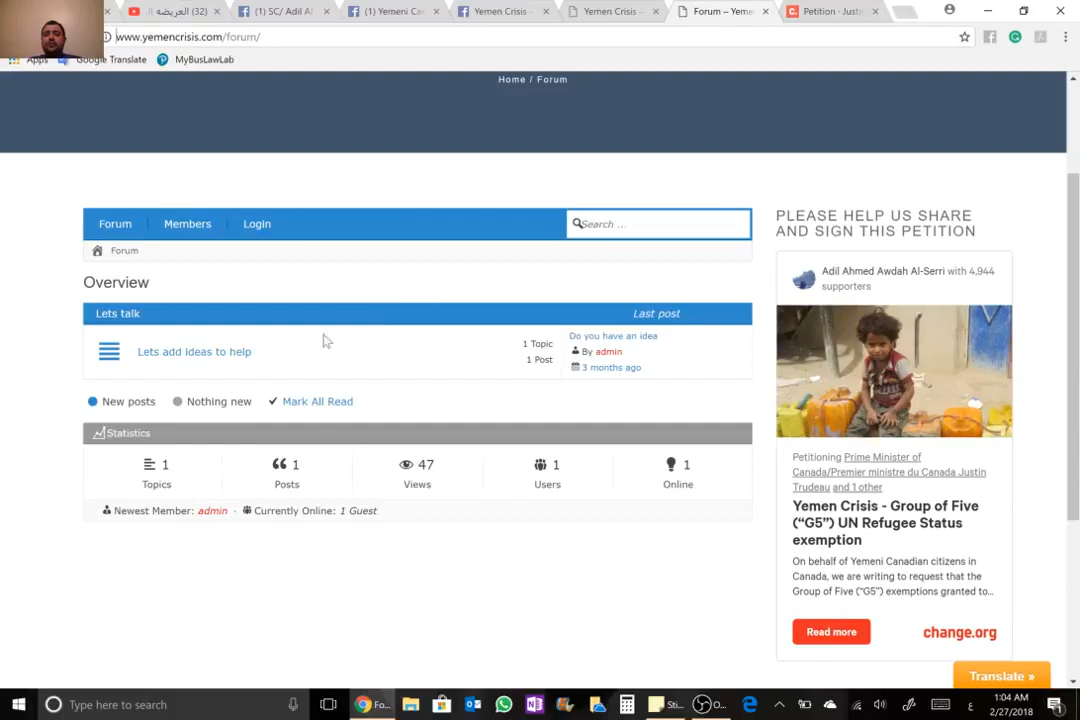 العريضه ال (32)
(1) SC/ Adil Al
(1) Yemeni Ca
Yemen Crisis -
Yemen Crisis –
Forum – Yeme
Petition · Just
www.yemencrisis.com/forum/
Apps
Google Translate
MyBusLawLab
Home / Forum
Forum
Members
Login
Search ...
Forum
Overview
Lets talk
Last post
Lets add ideas to help
1 Topic
1 Post
Do you have an idea
By admin
3 months ago
New posts
Nothing new
Mark All Read
Statistics
1
Topics
1
Posts
47
Views
1
Users
1
Online
Newest Member: admin · Currently Online: 1 Guest
PLEASE HELP US SHARE
AND SIGN THIS PETITION
Adil Ahmed Awdah Al-Serri with 4,944
supporters
Petitioning Prime Minister of
Canada/Premier ministre du Canada Justin
Trudeau and 1 other
Yemen Crisis - Group of Five
(“G5”) UN Refugee Status
exemption
On behalf of Yemeni Canadian citizens in
Canada, we are writing to request that the
Group of Five (“G5”) exemptions granted to...
Read more
change.org
Translate »
Type here to search
Fo...
Sti...
O...
ع
1:04 AM
2/27/2018